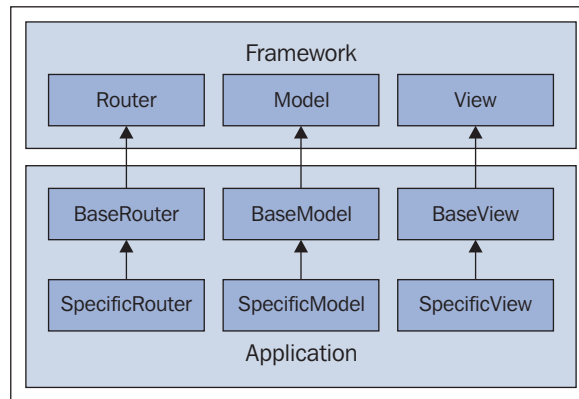 Framework
Router Model View
BaseRouter BaseModel BaseView
SpecificRouter SpecificModel SpecificView
Application